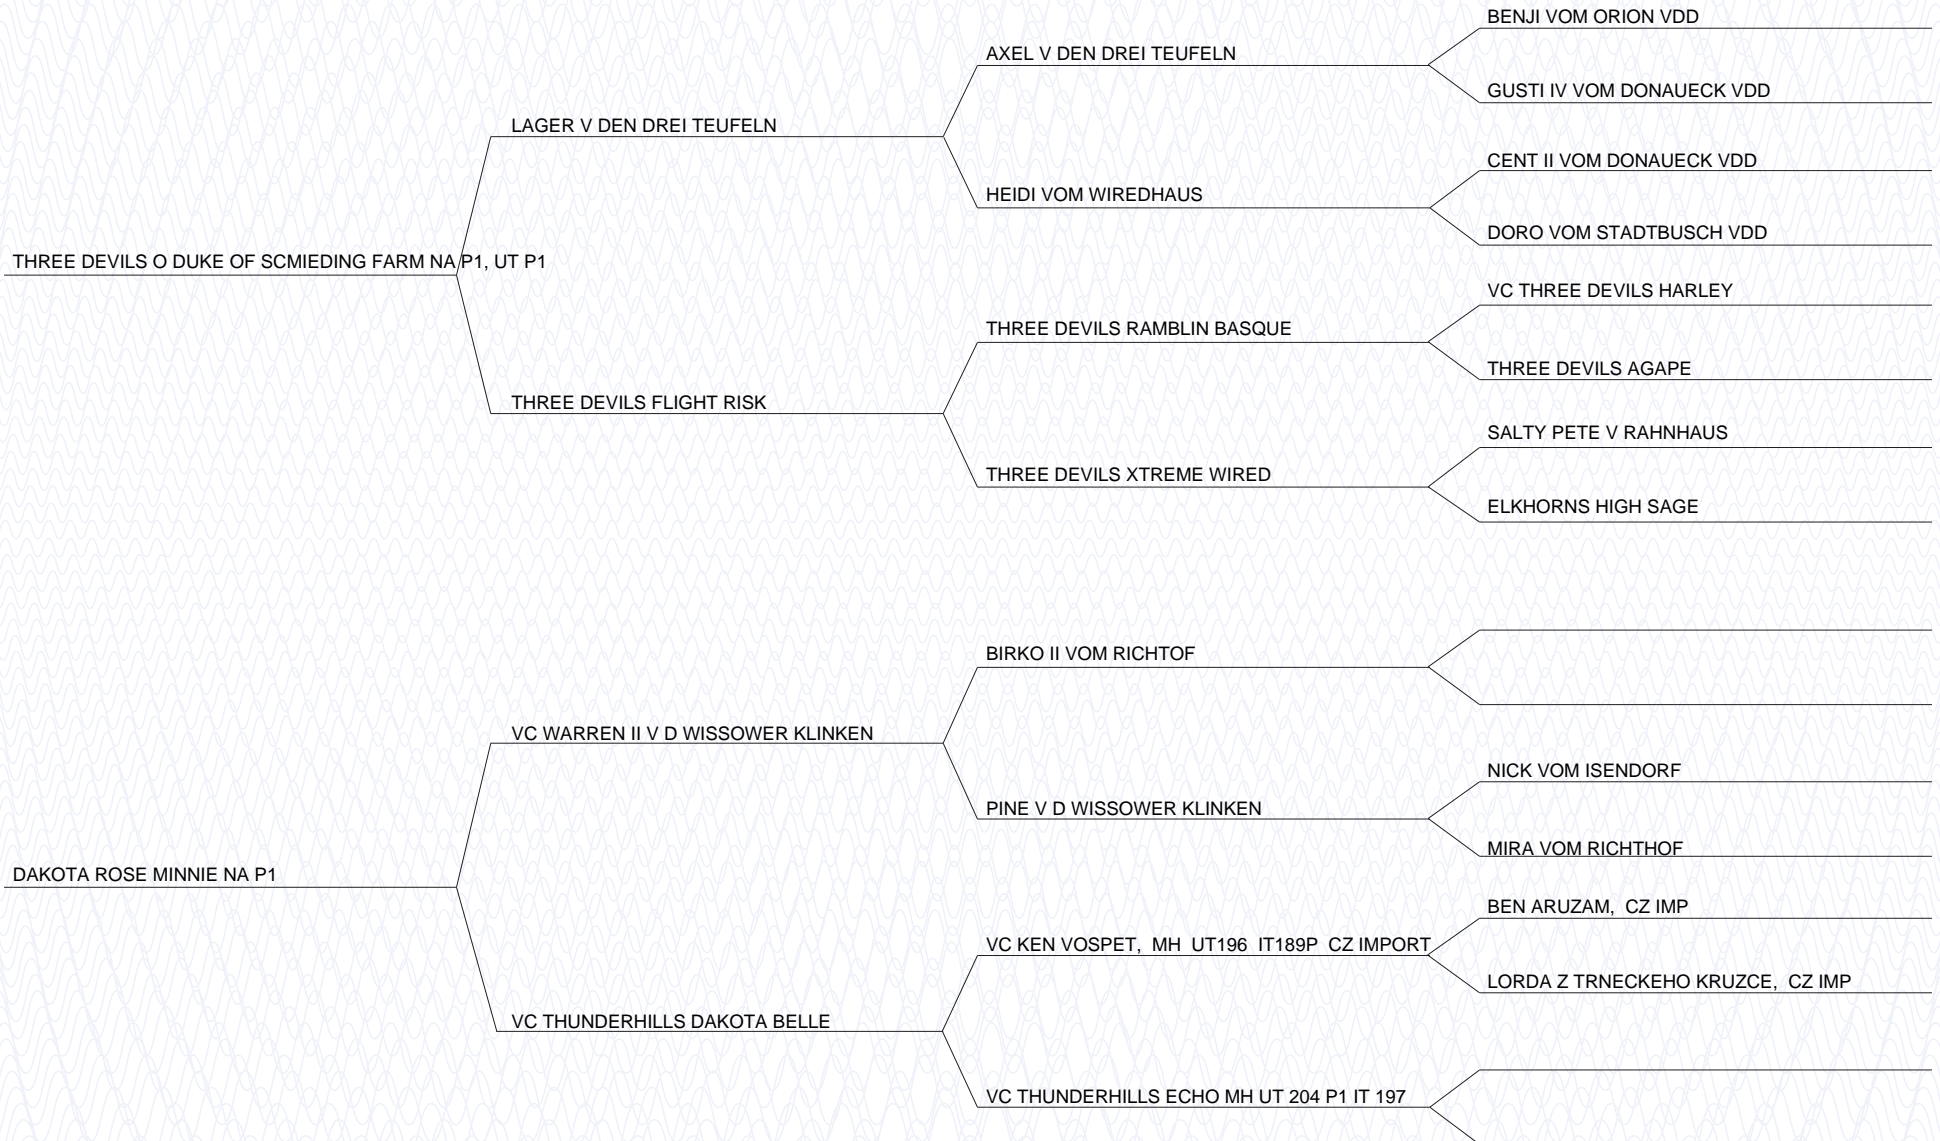 BENJI VOM ORION VDD
AXEL V DEN DREI TEUFELN
GUSTI IV VOM DONAUECK VDD
LAGER V DEN DREI TEUFELN
CENT II VOM DONAUECK VDD
HEIDI VOM WIREDHAUS
DORO VOM STADTBUSCH VDD
THREE DEVILS O DUKE OF SCMIEDING FARM NA P1, UT P1
VC THREE DEVILS HARLEY
THREE DEVILS RAMBLIN BASQUE
THREE DEVILS AGAPE
THREE DEVILS FLIGHT RISK
SALTY PETE V RAHNHAUS
THREE DEVILS XTREME WIRED
ELKHORNS HIGH SAGE
BIRKO II VOM RICHTOF
VC WARREN II V D WISSOWER KLINKEN
NICK VOM ISENDORF
PINE V D WISSOWER KLINKEN
MIRA VOM RICHTHOF
DAKOTA ROSE MINNIE NA P1
BEN ARUZAM, CZ IMP
VC KEN VOSPET, MH UT196 IT189P CZ IMPORT
LORDA Z TRNECKEHO KRUZCE, CZ IMP
VC THUNDERHILLS DAKOTA BELLE
VC THUNDERHILLS ECHO MH UT 204 P1 IT 197